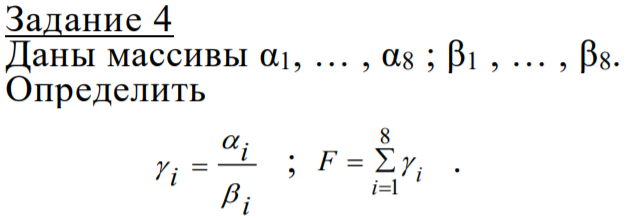 Задание 4
Даны массивы α1, … , α8 ; β1 , … , β8.
Определить
γi = αi / βi ; F = 8 Σ i=1 γi .